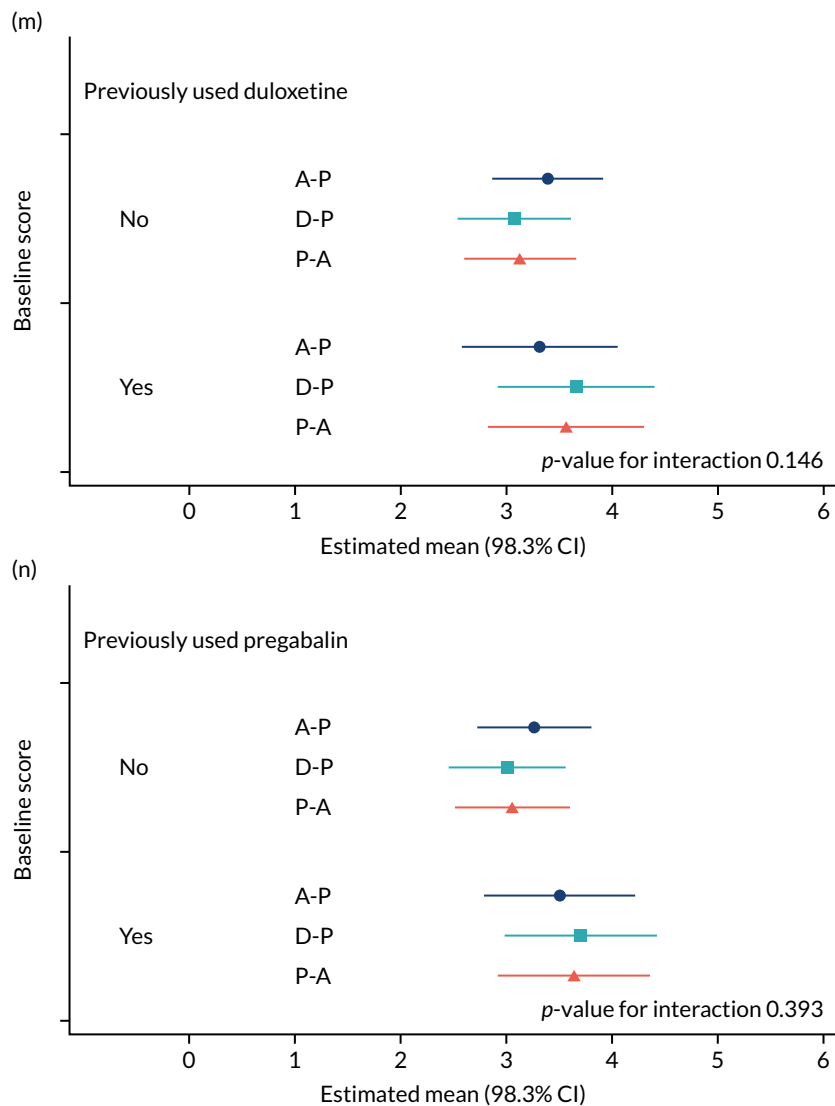 (m)
Previously used duloxetine
Baseline score
No
A-P
D-P
P-A
Yes
A-P
D-P
P-A
p-value for interaction 0.146
0 1 2 3 4 5 6
Estimated mean (98.3% CI)
(n)
Previously used pregabalin
Baseline score
No
A-P
D-P
P-A
Yes
A-P
D-P
P-A
p-value for interaction 0.393
0 1 2 3 4 5 6
Estimated mean (98.3% CI)